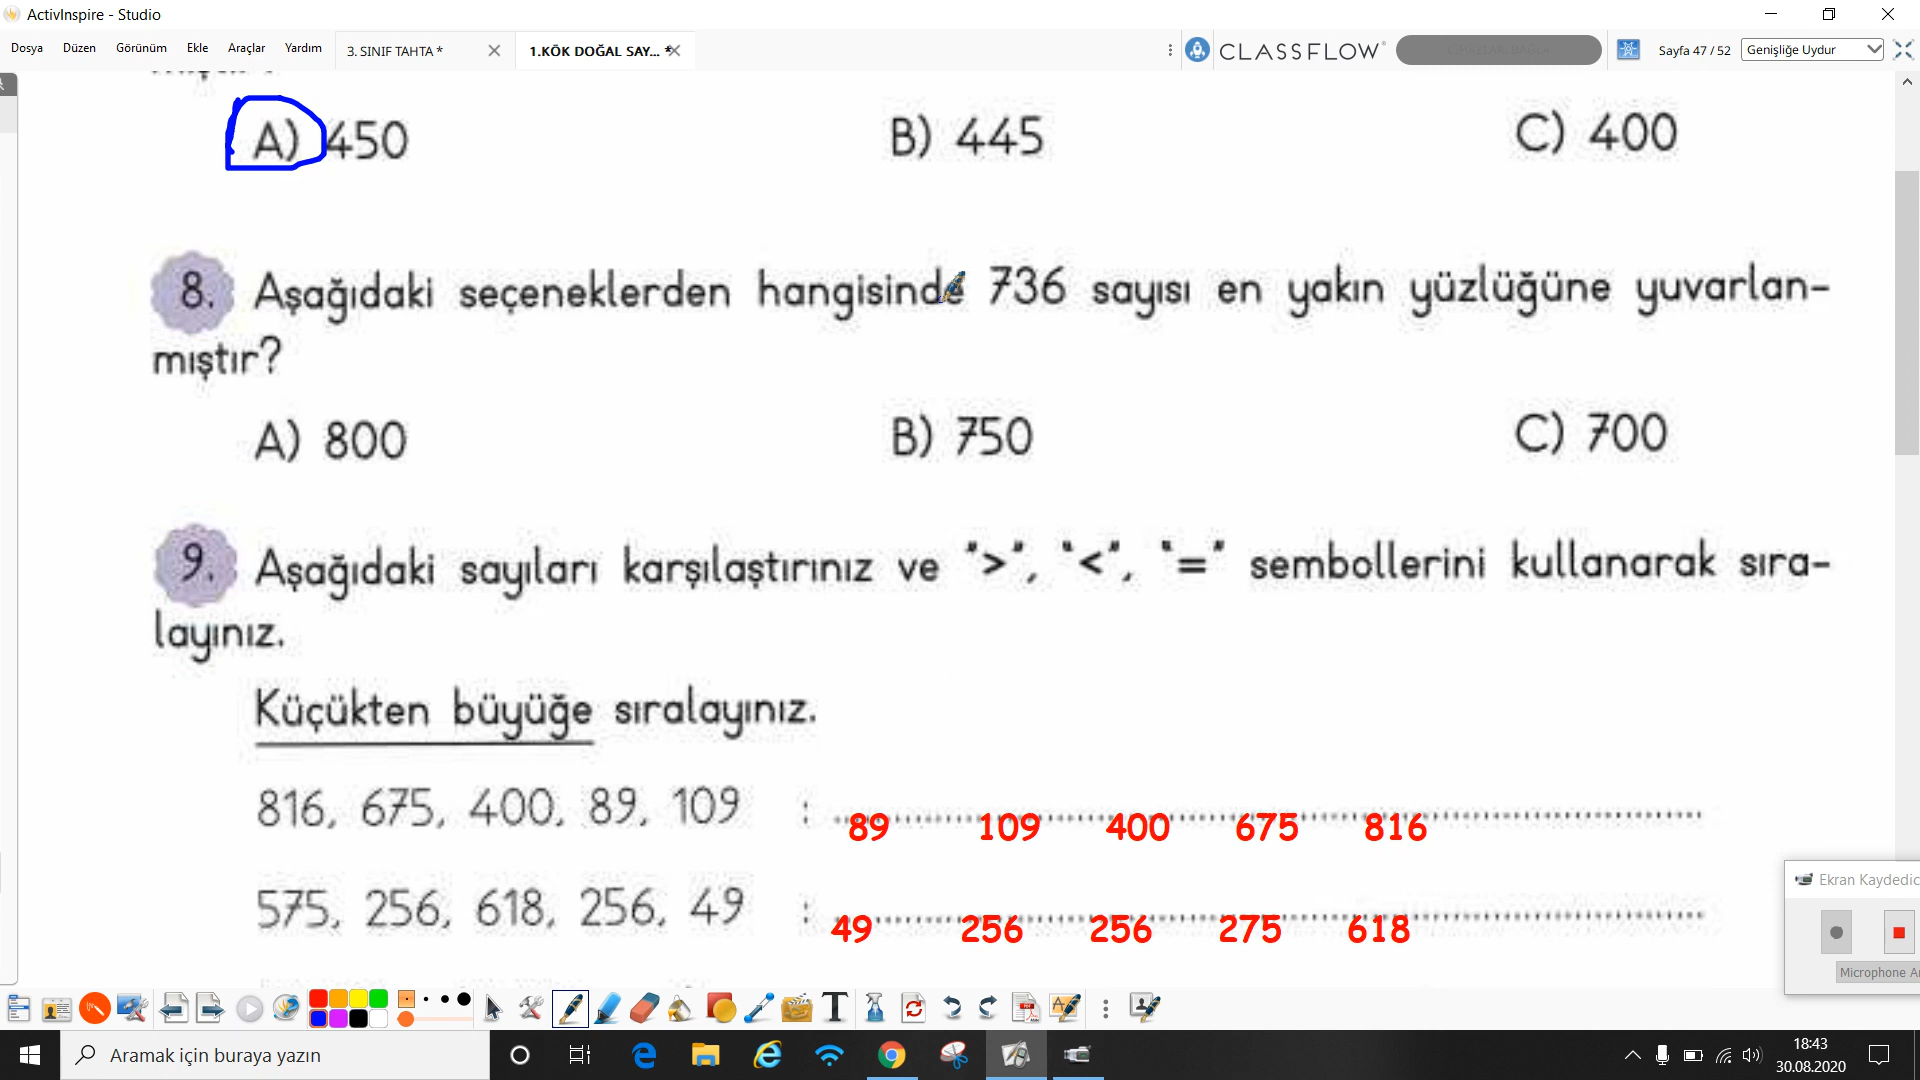 ActivInspire - Studio
Dosya Düzen Görünüm Ekle Araçlar Yardım 3. SINIF TAHTA * 1.KÖK DOĞAL SAY... * CLASSFLOW Sayfa 47 / 52 Genişliğe Uydur
A) 450 B) 445 C) 400
8. Aşağıdaki seçeneklerden hangisinde 736 sayısı en yakın yüzlüğüne yuvarlan-
mıştır?
A) 800 B) 750 C) 700
9. Aşağıdaki sayıları karşılaştırınız ve ">", "<", "=" sembollerini kullanarak sıra-
layınız.
Küçükten büyüğe sıralayınız.
816, 675, 400, 89, 109 : 89 109 400 675 816
575, 256, 618, 256, 49 : 49 256 256 275 618
Ekran Kaydedic
Microphone A
Aramak için buraya yazın
18:43
30.08.2020